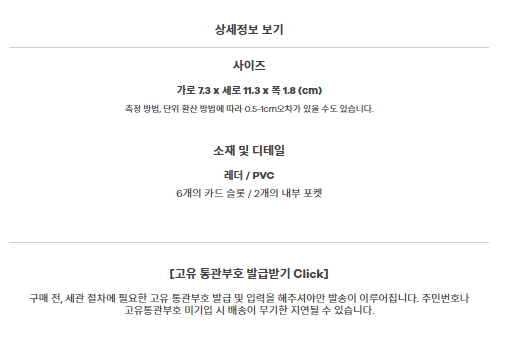 상세정보 보기
사이즈
가로 7.3 x 세로 11.3 x 폭 1.8 (cm)
측정 방법, 단위 환산 방법에 따라 0.5-1cm오차가 있을 수도 있습니다.
소재 및 디테일
레더 / PVC
6개의 카드 슬롯 / 2개의 내부 포켓
[고유 통관부호 발급받기 Click]
구매 전, 세관 절차에 필요한 고유 통관부호 발급 및 입력을 해주셔야만 발송이 이루어집니다. 주민번호나
고유통관부호 미기입 시 배송이 무기한 지연될 수 있습니다.